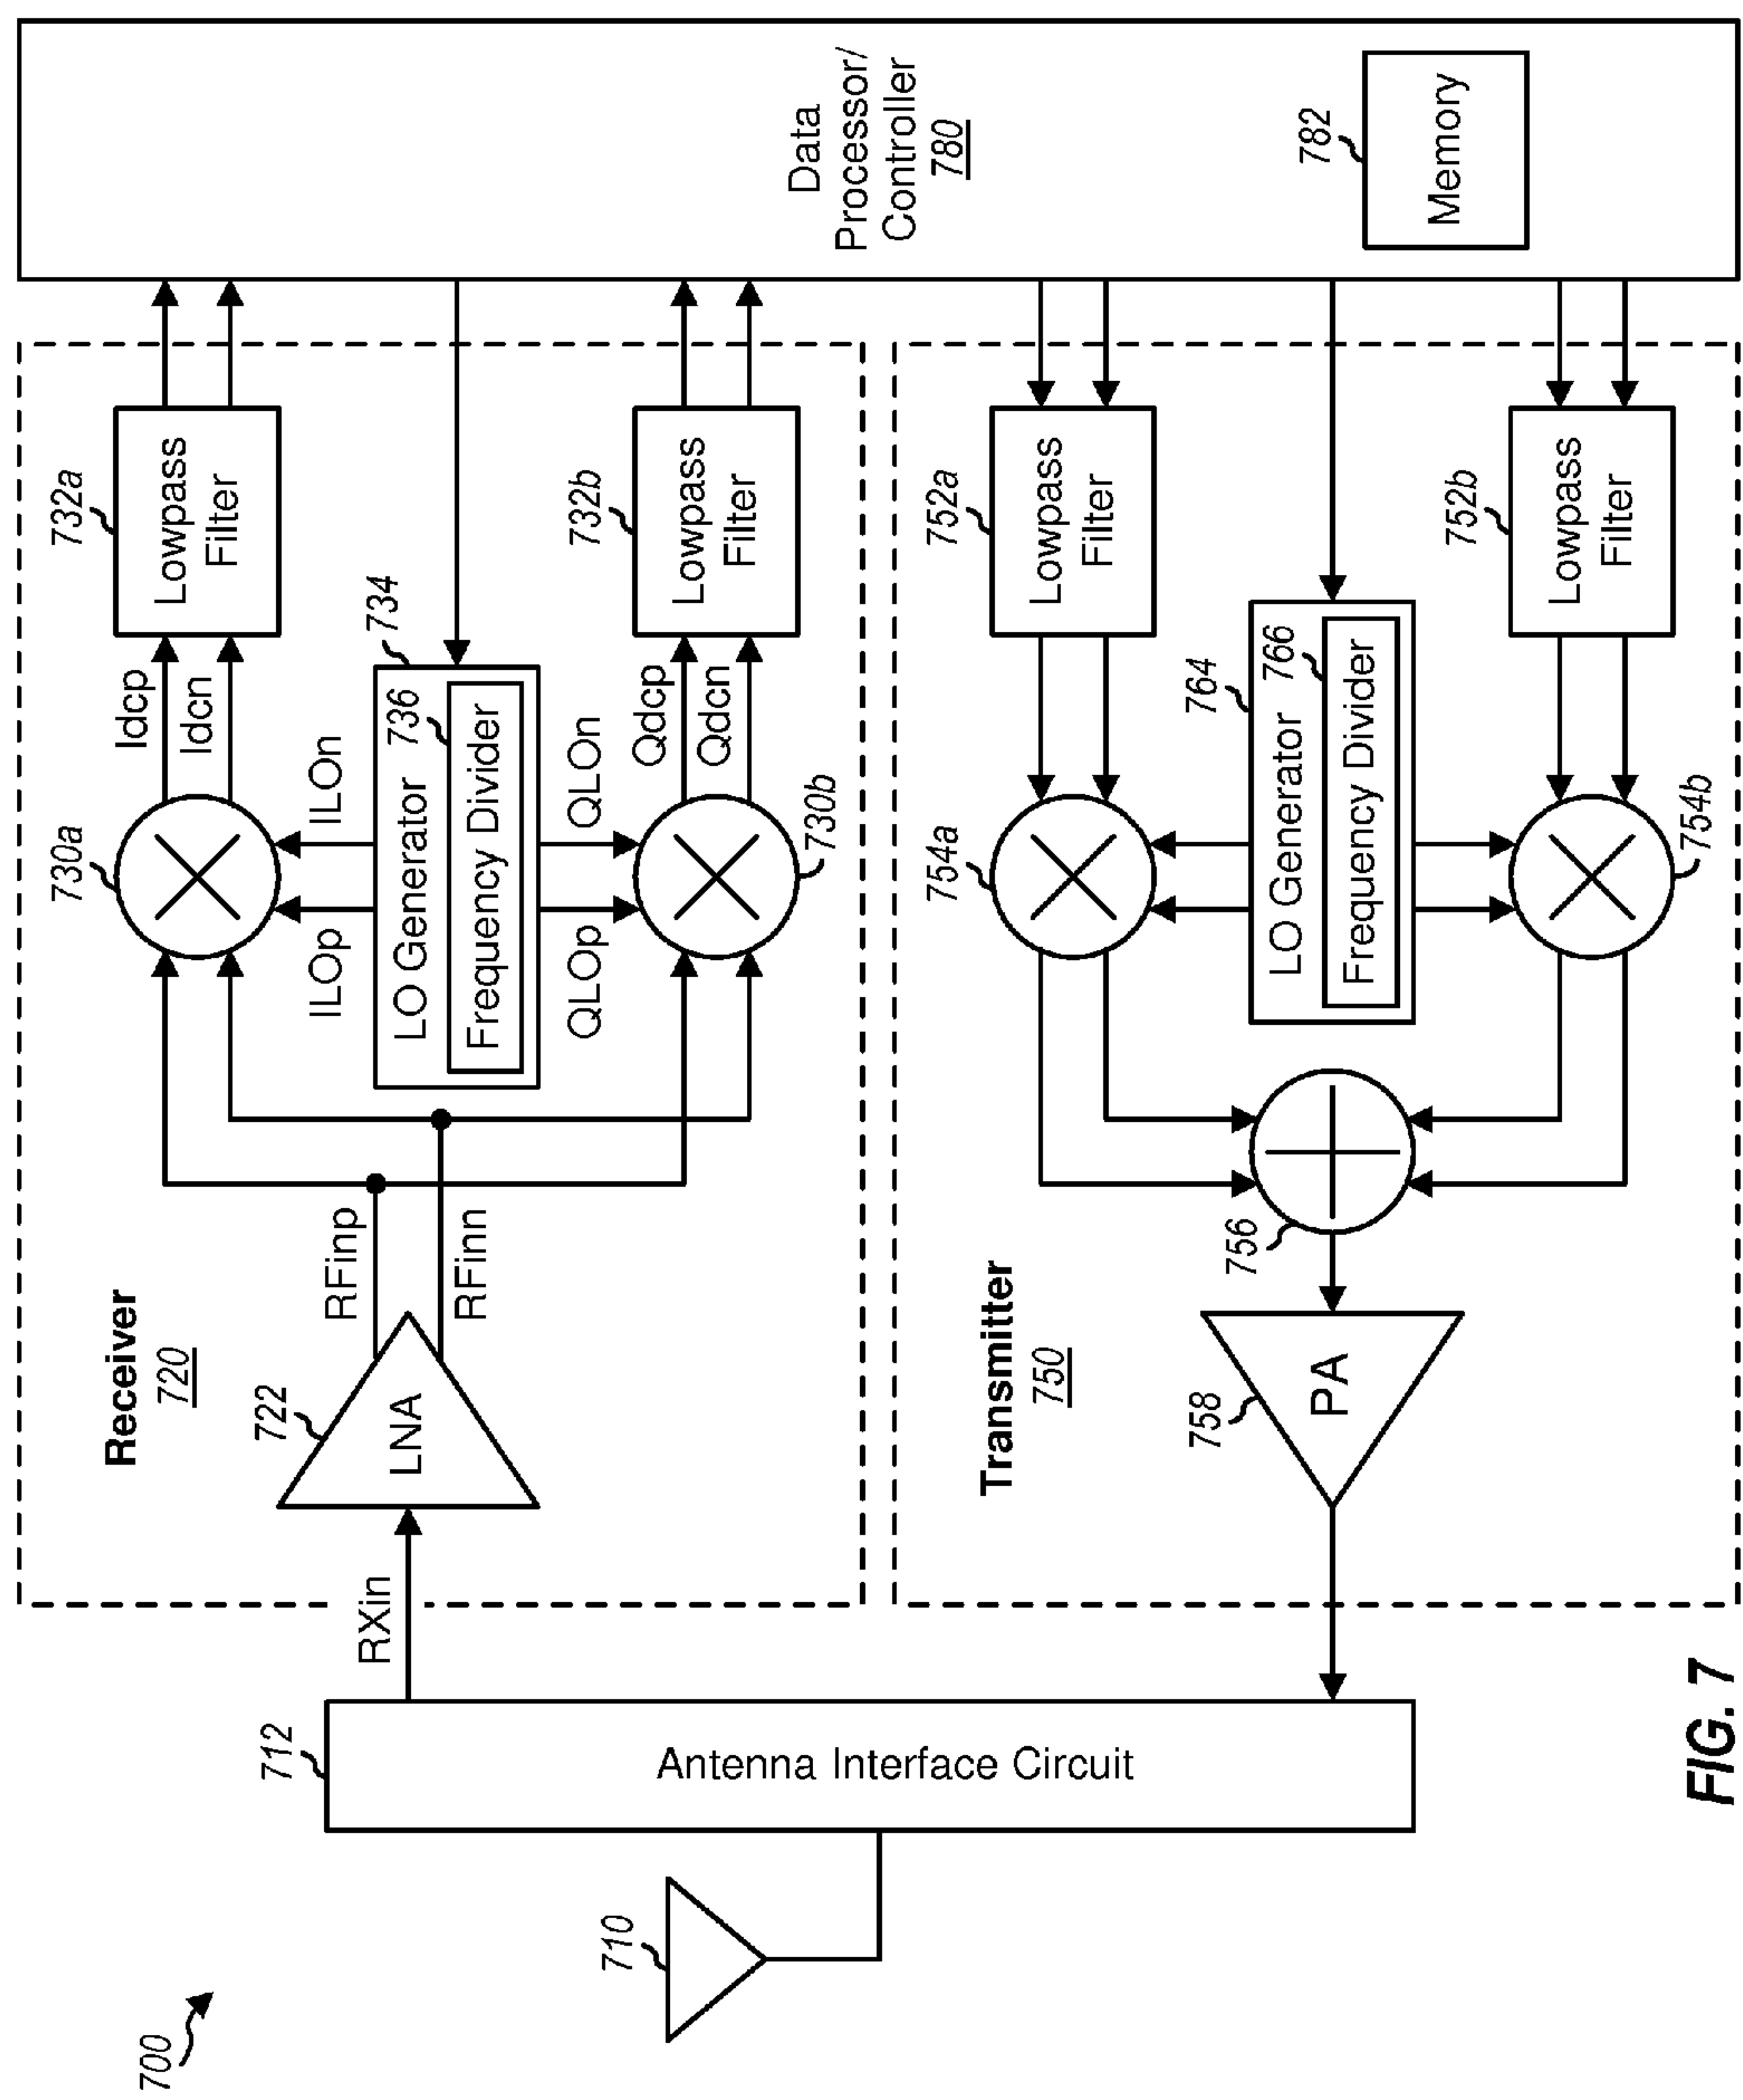 700
710
712
Antenna Interface Circuit
RXin
Receiver
720
722
LNA
RFinp
RFinn
730a
ILOp
ILOn
734
LO Generator
736
Frequency Divider
QLOp
QLOn
730b
Idcp
Idcn
Qdcp
Qdcn
732a
Lowpass
Filter
732b
Lowpass
Filter
Transmitter
750
758
PA
756
754a
764
LO Generator
766
Frequency Divider
754b
752a
Lowpass
Filter
752b
Lowpass
Filter
Data
Processor/
Controller
780
782
Memory
FIG. 7